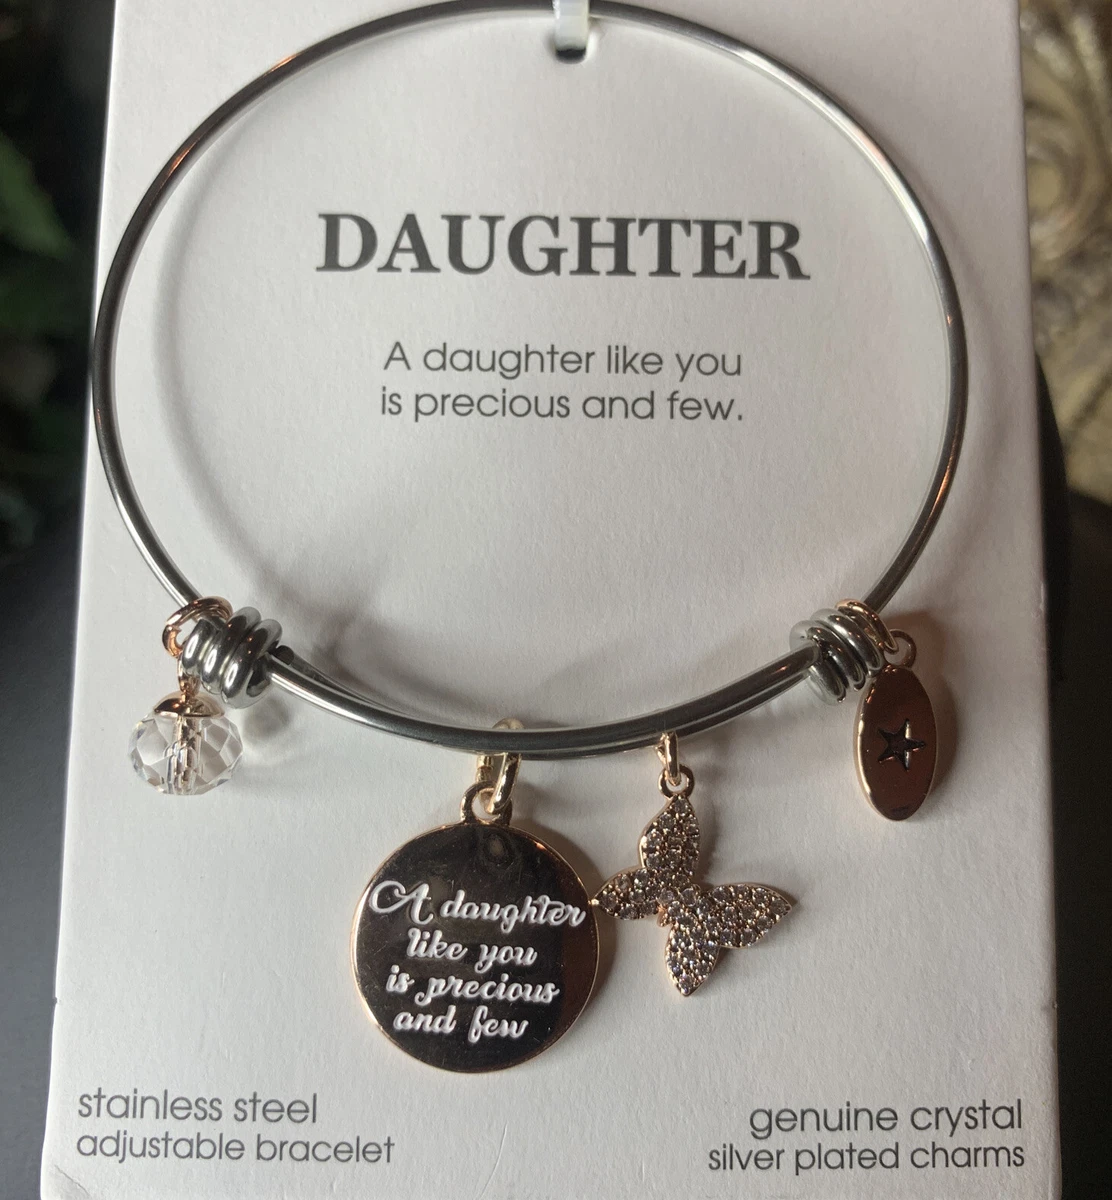 DAUGHTER
A daughter like you
is precious and few.
A daughter
like you
is precious
and few
stainless steel
adjustable bracelet
genuine crystal
silver plated charms